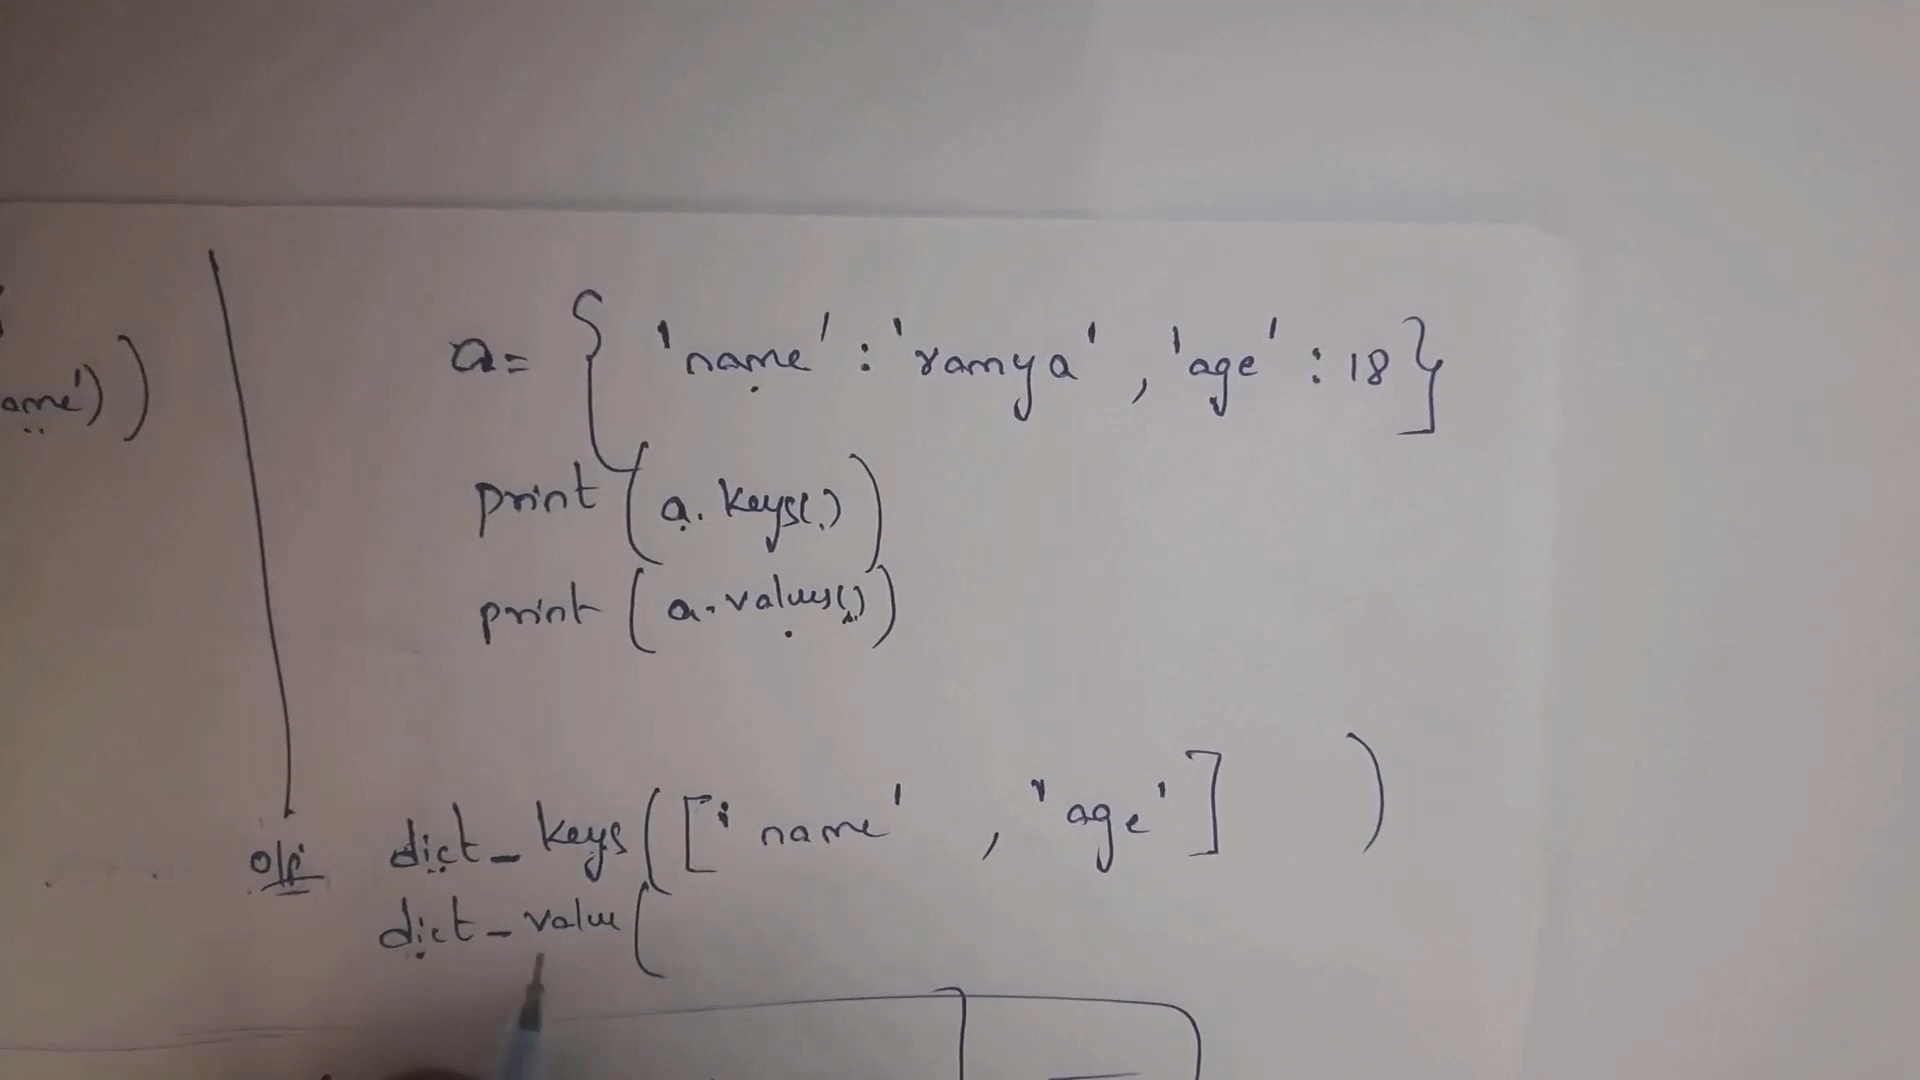 ame'))
a= { 'name' : 'ramya' , 'age' : 18 }
print (a. keys())
print (a.values())
o/p dict_keys(['name' , 'age'] )
dict_value(